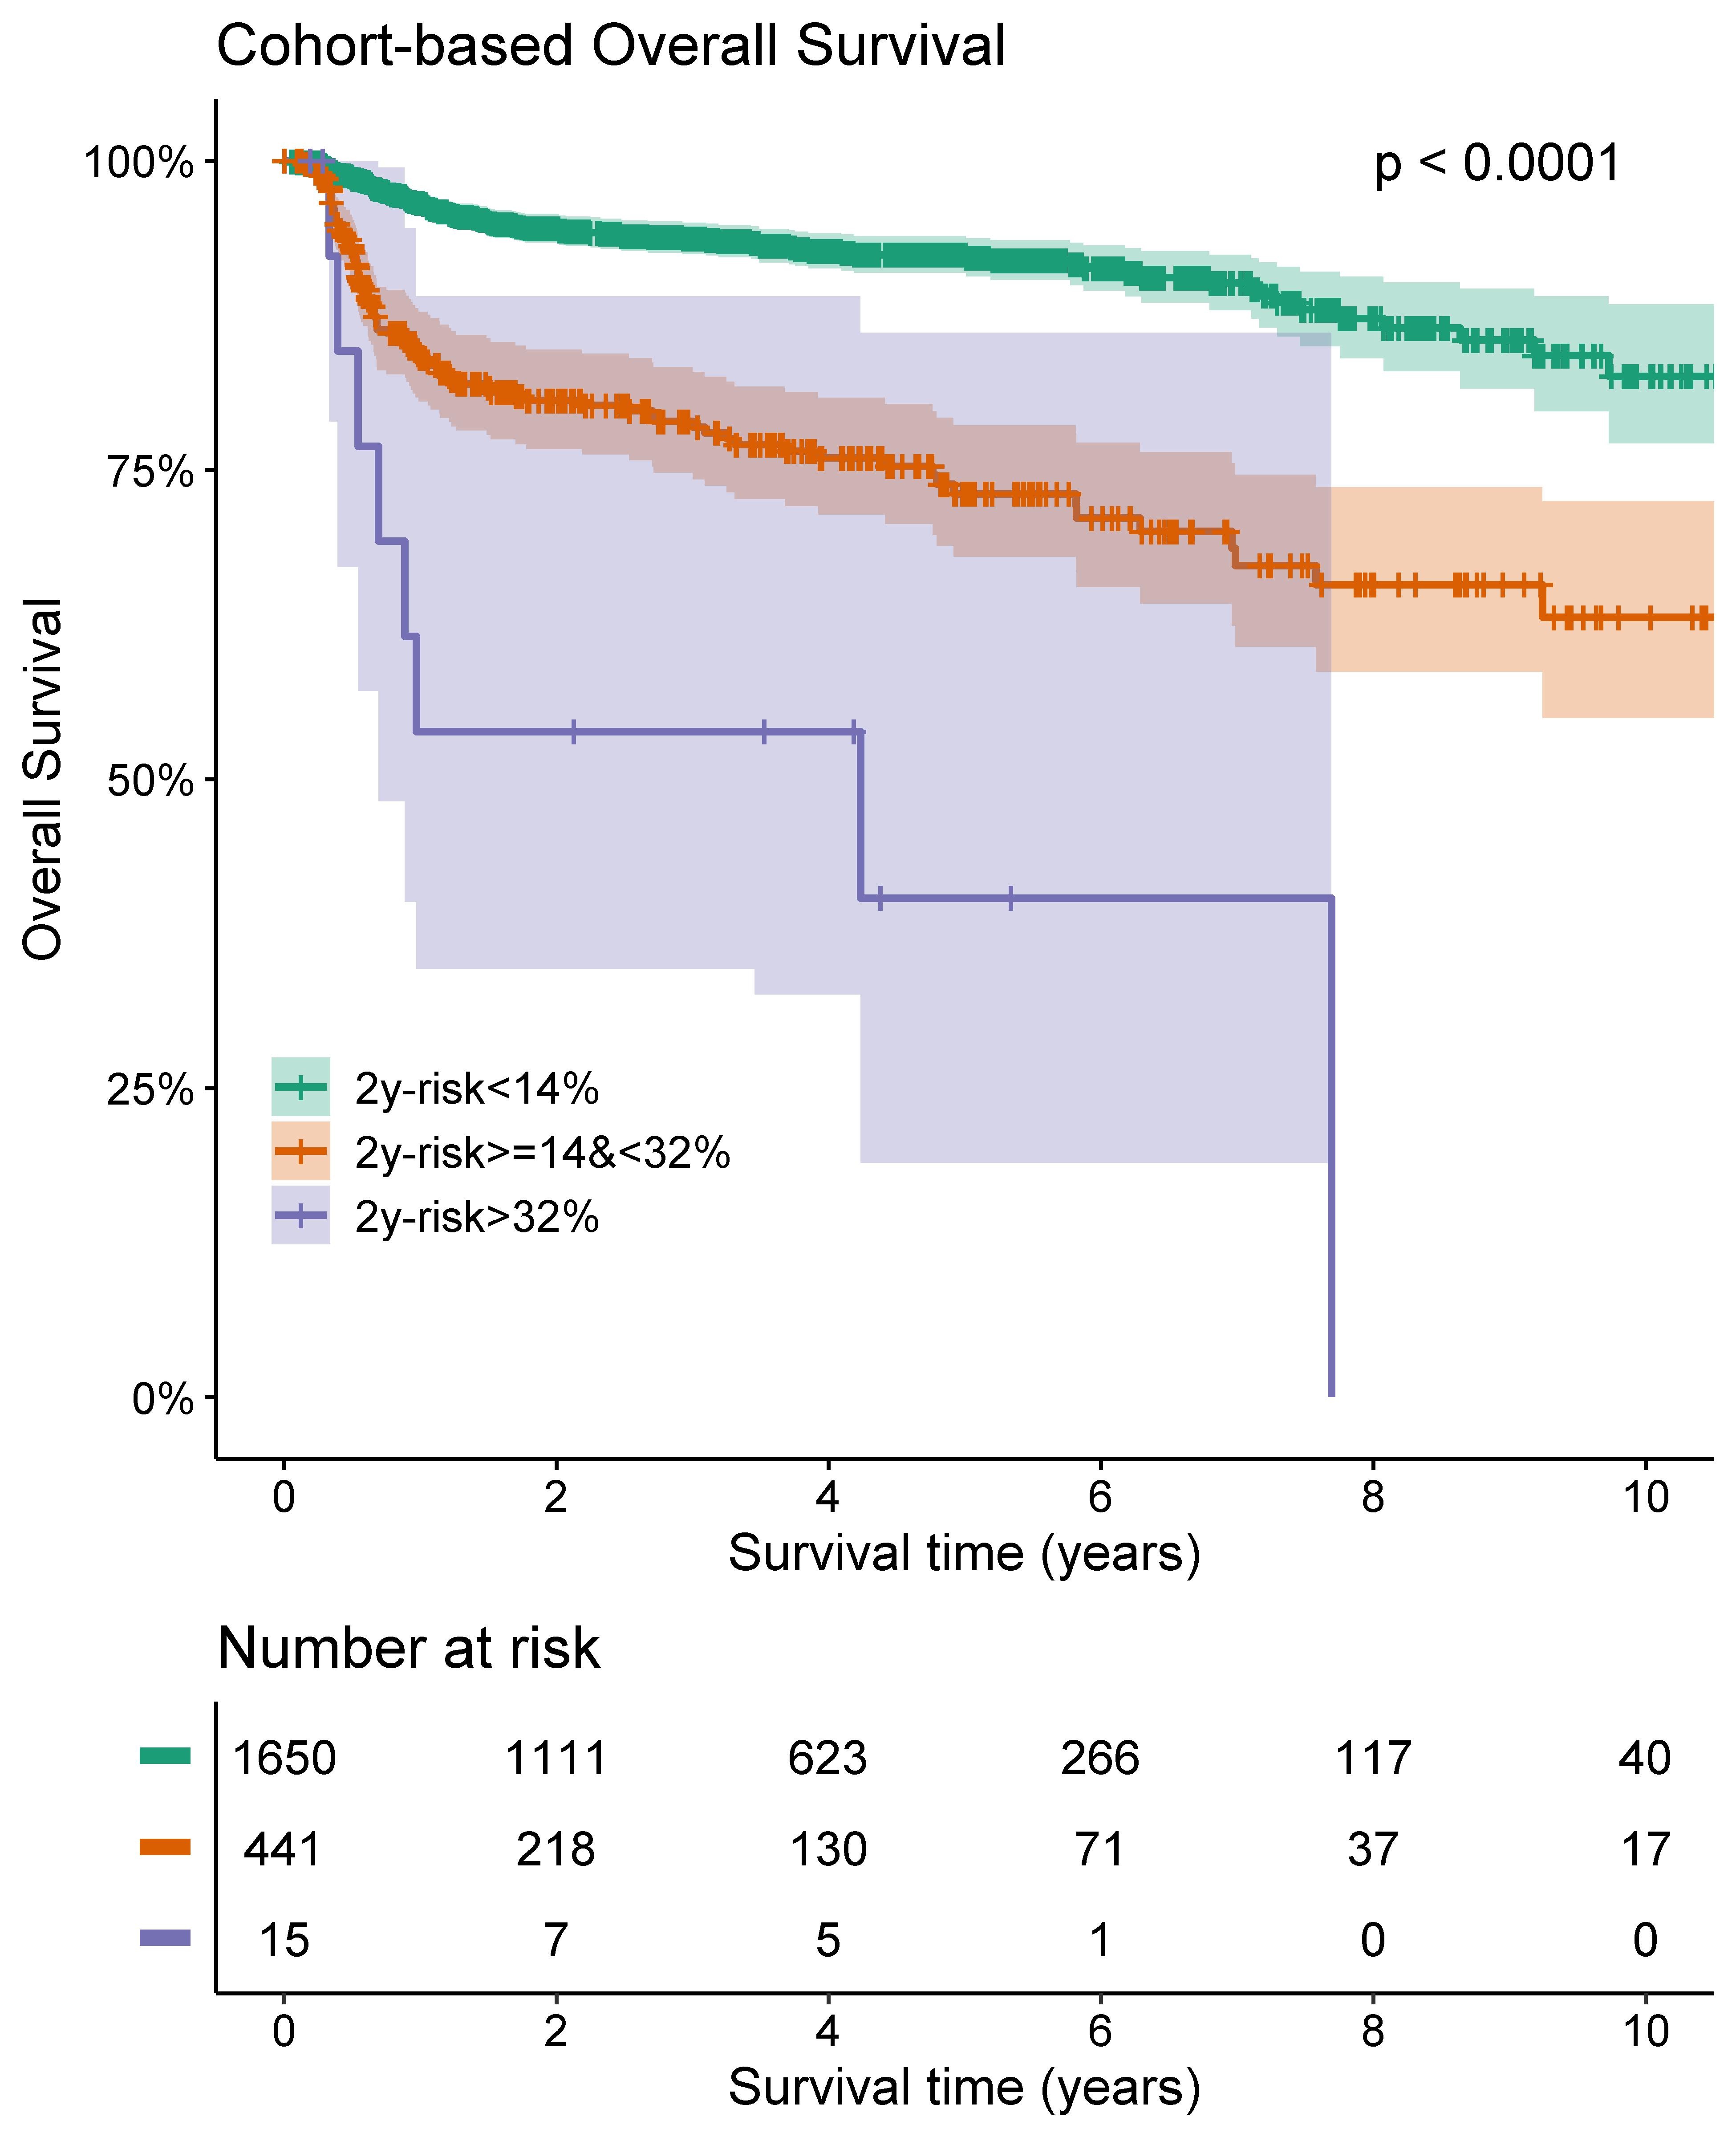 Cohort-based Overall Survival
p < 0.0001
100%
75%
50%
25%
0%
Overall Survival
2y-risk<14%
2y-risk>=14&<32%
2y-risk>32%
0 2 4 6 8 10
Survival time (years)
Number at risk
1650 1111 623 266 117 40
441 218 130 71 37 17
15 7 5 1 0 0
0 2 4 6 8 10
Survival time (years)